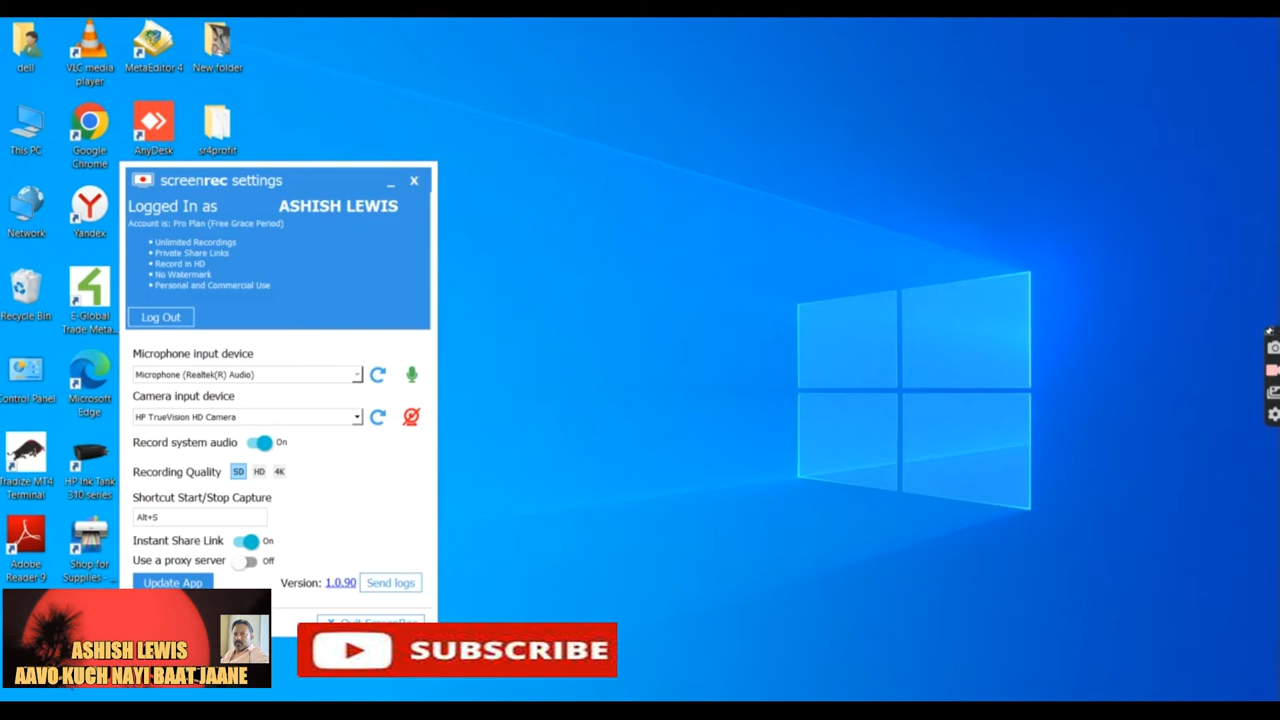 dell
VLC media player
MetaEditor 4
New folder
This PC
Google Chrome
AnyDesk
sr4profit
Network
Yandex
Recycle Bin
E-Global Trade Meta...
Control Panel
Microsoft Edge
Tradize MT4 Terminal
HP Ink Tank 310 series
Adobe Reader 9
Shop for Supplies - ...
screenrec settings
_ X
Logged In as ASHISH LEWIS
Account is: Pro Plan (Free Grace Period)
• Unlimited Recordings
• Private Share Links
• Record in HD
• No Watermark
• Personal and Commercial Use
Log Out
Microphone input device
Microphone (Realtek(R) Audio)
Camera input device
HP TrueVision HD Camera
Record system audio On
Recording Quality SD HD 4K
Shortcut Start/Stop Capture
Alt+S
Instant Share Link On
Use a proxy server Off
Update App Version: 1.0.90 Send logs
X Quit ScreenRec
ASHISH LEWIS
AAVO KUCH NAYI BAAT JAANE
SUBSCRIBE